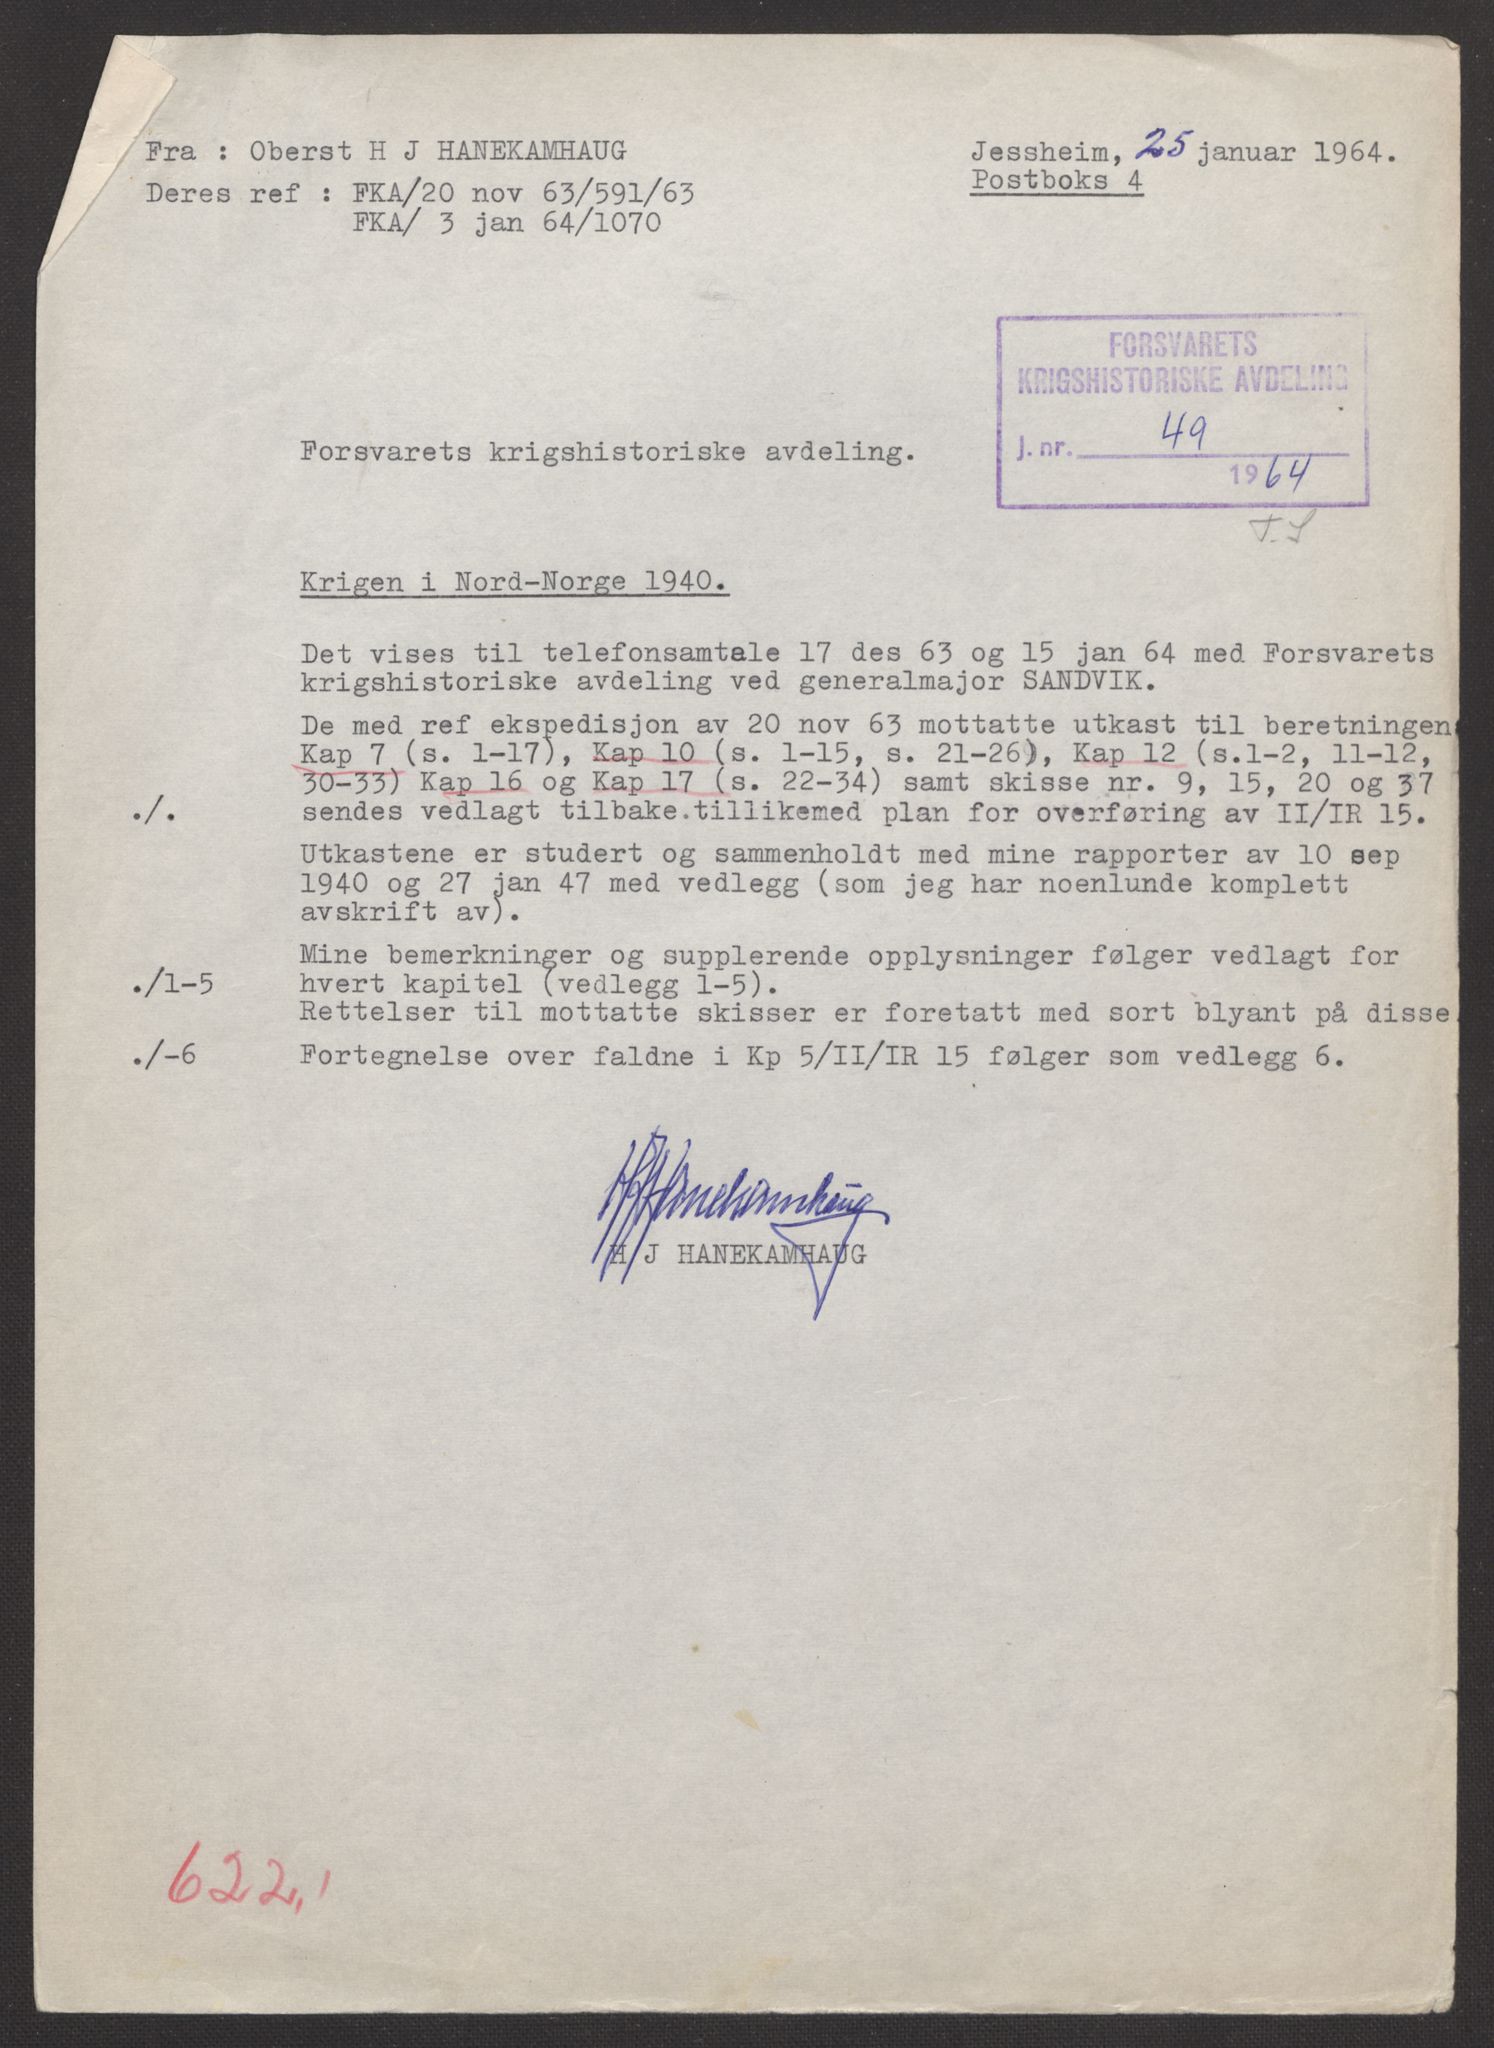 Fra : Oberst H J HANEKAMHAUG
Jessheim, 25 januar 1964.
Postboks 4
Deres ref : FKA/20 nov 63/591/63
FKA/ 3 jan 64/1070
FORSVARETS
KRIGSHISTORISKE AVDELING
j. nr. 49
1964
T.S
Forsvarets krigshistoriske avdeling.
Krigen i Nord-Norge 1940.
Det vises til telefonsamtale 17 des 63 og 15 jan 64 med Forsvarets
krigshistoriske avdeling ved generalmajor SANDVIK.
De med ref ekspedisjon av 20 nov 63 mottatte utkast til beretningen
Kap 7 (s. 1-17), Kap 10 (s. 1-15, s. 21-26), Kap 12 (s.1-2, 11-12,
30-33) Kap 16 og Kap 17 (s. 22-34) samt skisse nr. 9, 15, 20 og 37
./. sendes vedlagt tilbake.tillikemed plan for overføring av II/IR 15.
Utkastene er studert og sammenholdt med mine rapporter av 10 sep
1940 og 27 jan 47 med vedlegg (som jeg har noenlunde komplett
avskrift av).
Mine bemerkninger og supplerende opplysninger følger vedlagt for
./1-5 hvert kapitel (vedlegg 1-5).
Rettelser til mottatte skisser er foretatt med sort blyant på disse.
./-6 Fortegnelse over faldne i Kp 5/II/IR 15 følger som vedlegg 6.
HJHanekamhaug
H J HANEKAMHAUG
622,1